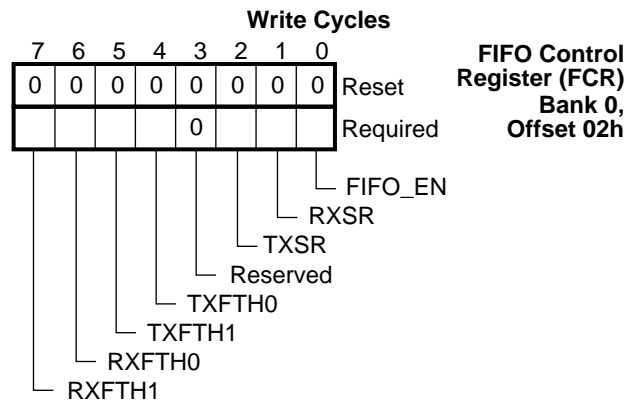 Write Cycles
7 6 5 4 3 2 1 0
FIFO Control
Register (FCR)
Bank 0,
Offset 02h
0 0 0 0 0 0 0 0 Reset
0 Required
FIFO_EN
RXSR
TXSR
Reserved
TXFTH0
TXFTH1
RXFTH0
RXFTH1